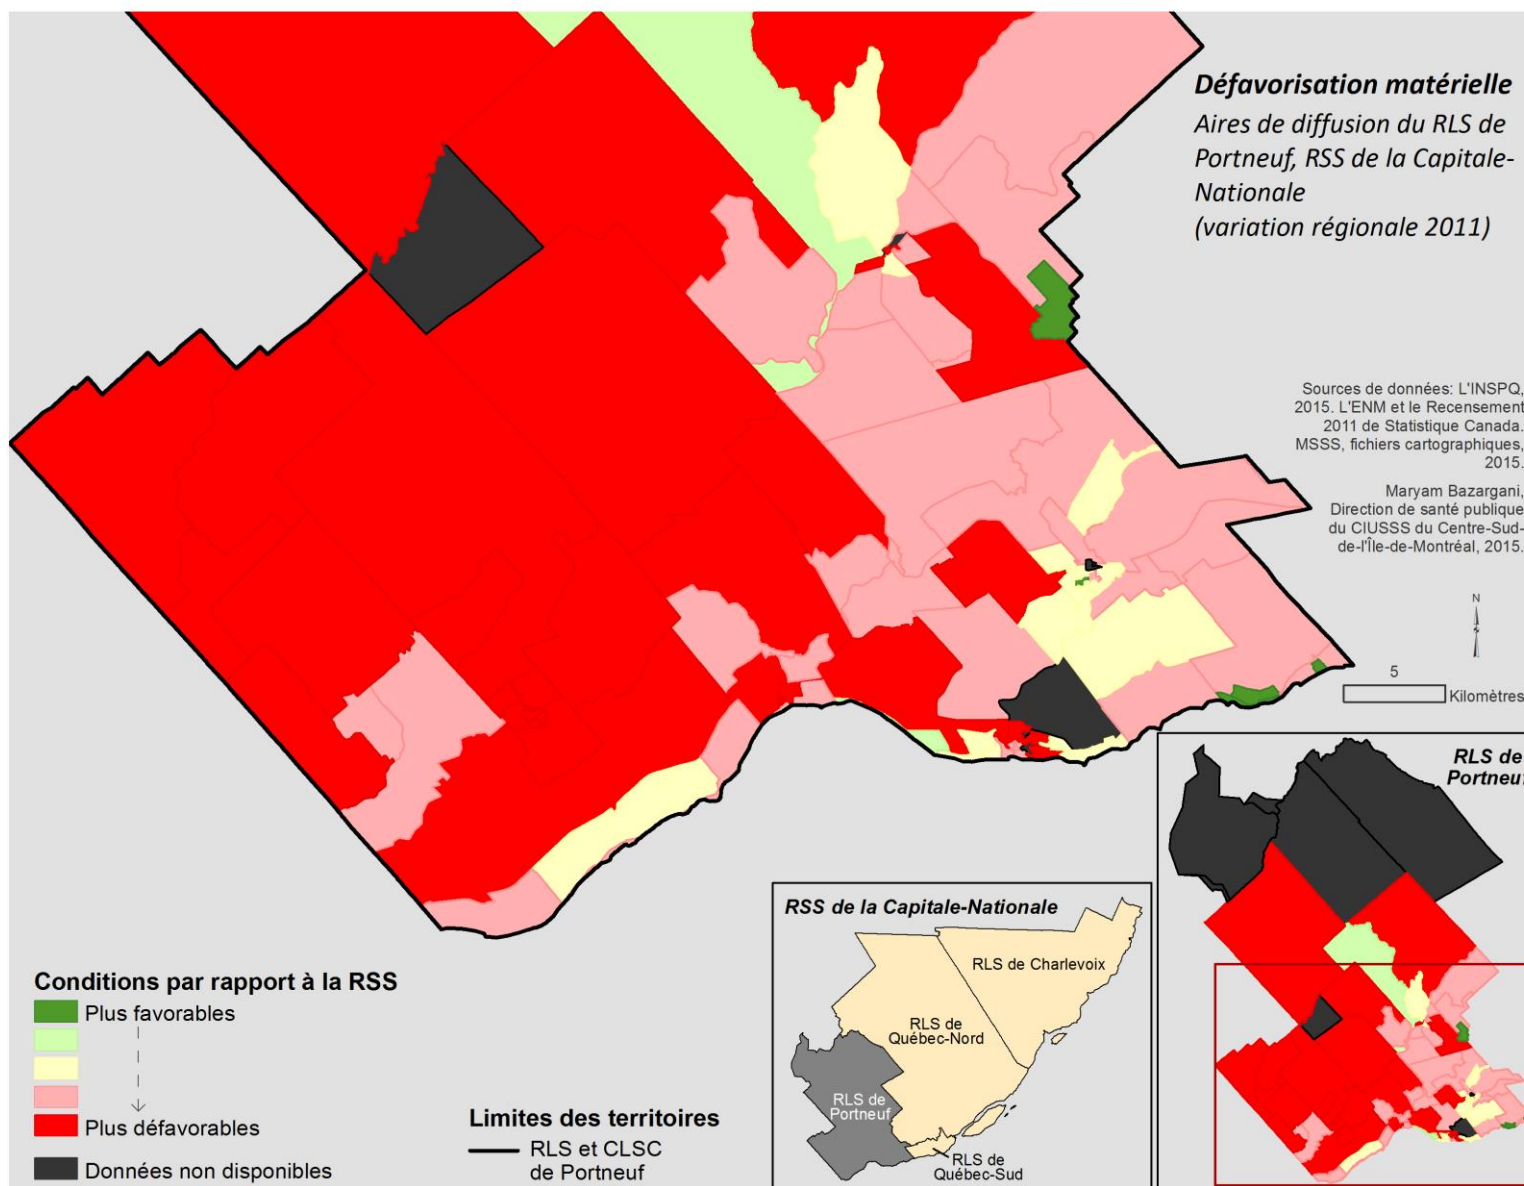 Défavorisation matérielle
Aires de diffusion du RLS de
Portneuf, RSS de la Capitale-
Nationale
(variation régionale 2011)
Sources de données: L'INSPQ,
2015. L'ENM et le Recensement
2011 de Statistique Canada.
MSSS, fichiers cartographiques,
2015.
Maryam Bazargani,
Direction de santé publique
du CIUSSS du Centre-Sud-
de-l'Île-de-Montréal, 2015.
N
5
Kilomètres
RLS de
Portneuf
RSS de la Capitale-Nationale
RLS de Charlevoix
RLS de
Québec-Nord
RLS de
Portneuf
RLS de
Québec-Sud
Conditions par rapport à la RSS
Plus favorables
Plus défavorables
Données non disponibles
Limites des territoires
RLS et CLSC
de Portneuf